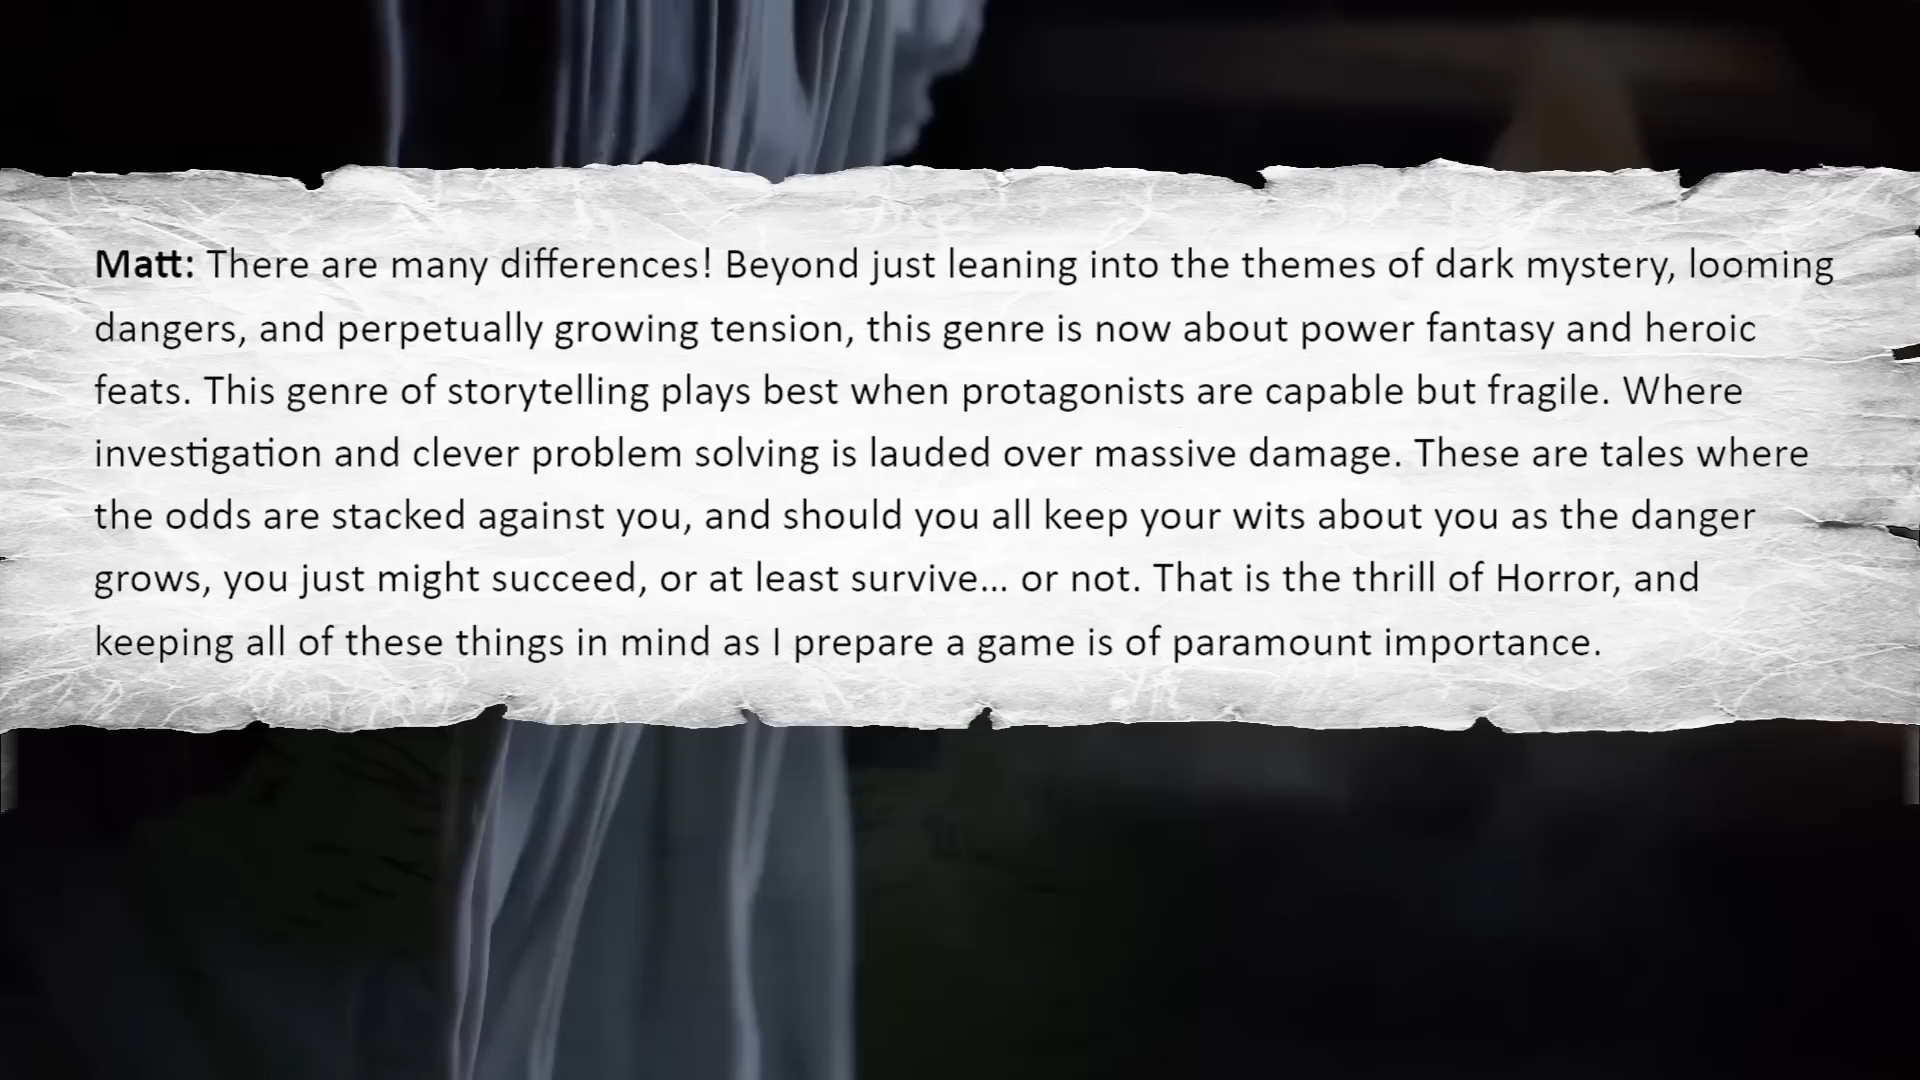 Matt: There are many differences! Beyond just leaning into the themes of dark mystery, looming
dangers, and perpetually growing tension, this genre is now about power fantasy and heroic
feats. This genre of storytelling plays best when protagonists are capable but fragile. Where
investigation and clever problem solving is lauded over massive damage. These are tales where
the odds are stacked against you, and should you all keep your wits about you as the danger
grows, you just might succeed, or at least survive... or not. That is the thrill of Horror, and
keeping all of these things in mind as I prepare a game is of paramount importance.